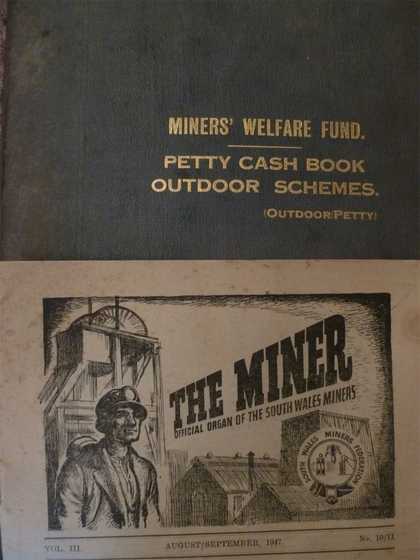 MINERS' WELFARE FUND.
PETTY CASH BOOK
OUTDOOR SCHEMES.
(OUTDOOR/PETTY)
THE MINER
OFFICIAL ORGAN OF THE SOUTH WALES MINERS
SOUTH WALES MINERS FEDERATION
VOL. III. AUGUST/SEPTEMBER, 1947. No. 10/11